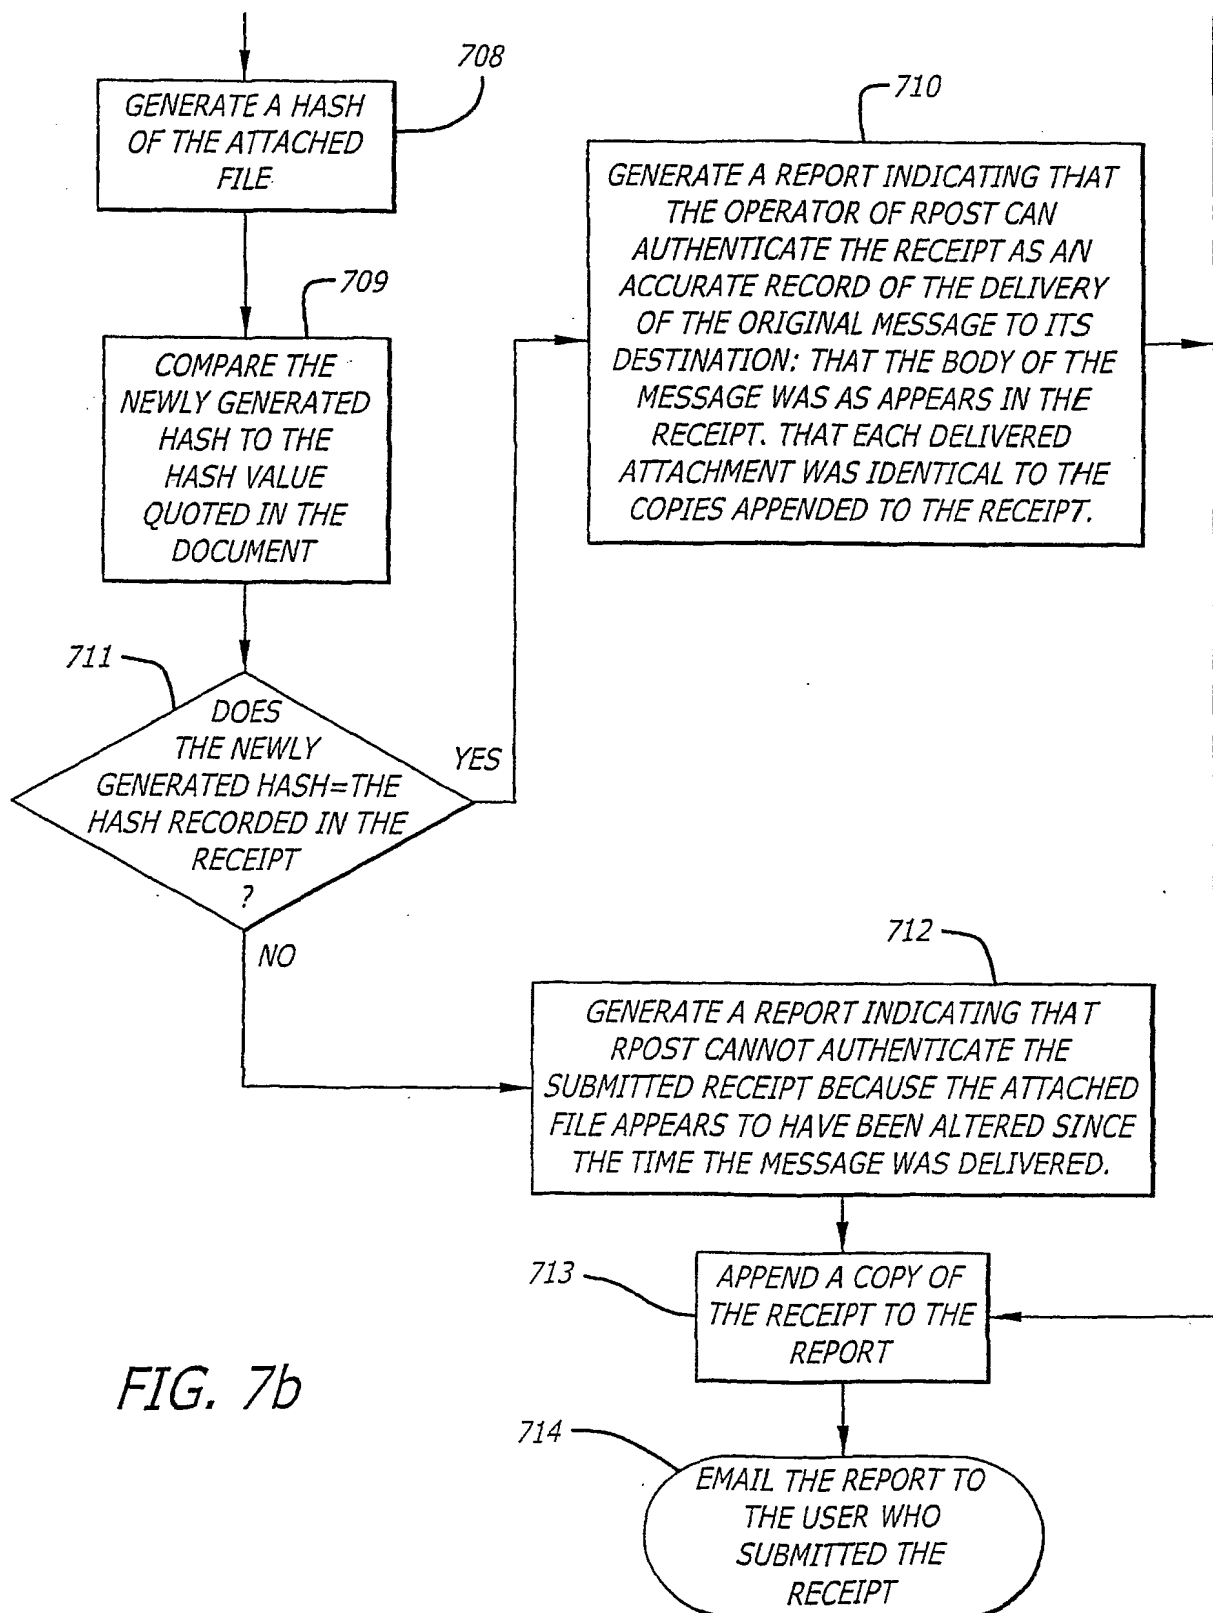 708
GENERATE A HASH
OF THE ATTACHED
FILE
710
GENERATE A REPORT INDICATING THAT
THE OPERATOR OF RPOST CAN
AUTHENTICATE THE RECEIPT AS AN
ACCURATE RECORD OF THE DELIVERY
OF THE ORIGINAL MESSAGE TO ITS
DESTINATION: THAT THE BODY OF THE
MESSAGE WAS AS APPEARS IN THE
RECEIPT. THAT EACH DELIVERED
ATTACHMENT WAS IDENTICAL TO THE
COPIES APPENDED TO THE RECEIPT.
709
COMPARE THE
NEWLY GENERATED
HASH TO THE
HASH VALUE
QUOTED IN THE
DOCUMENT
711
DOES
THE NEWLY
GENERATED HASH=THE
HASH RECORDED IN THE
RECEIPT
?
YES
NO
712
GENERATE A REPORT INDICATING THAT
RPOST CANNOT AUTHENTICATE THE
SUBMITTED RECEIPT BECAUSE THE ATTACHED
FILE APPEARS TO HAVE BEEN ALTERED SINCE
THE TIME THE MESSAGE WAS DELIVERED.
713
APPEND A COPY OF
THE RECEIPT TO THE
REPORT
FIG. 7b
714
EMAIL THE REPORT TO
THE USER WHO
SUBMITTED THE
RECEIPT